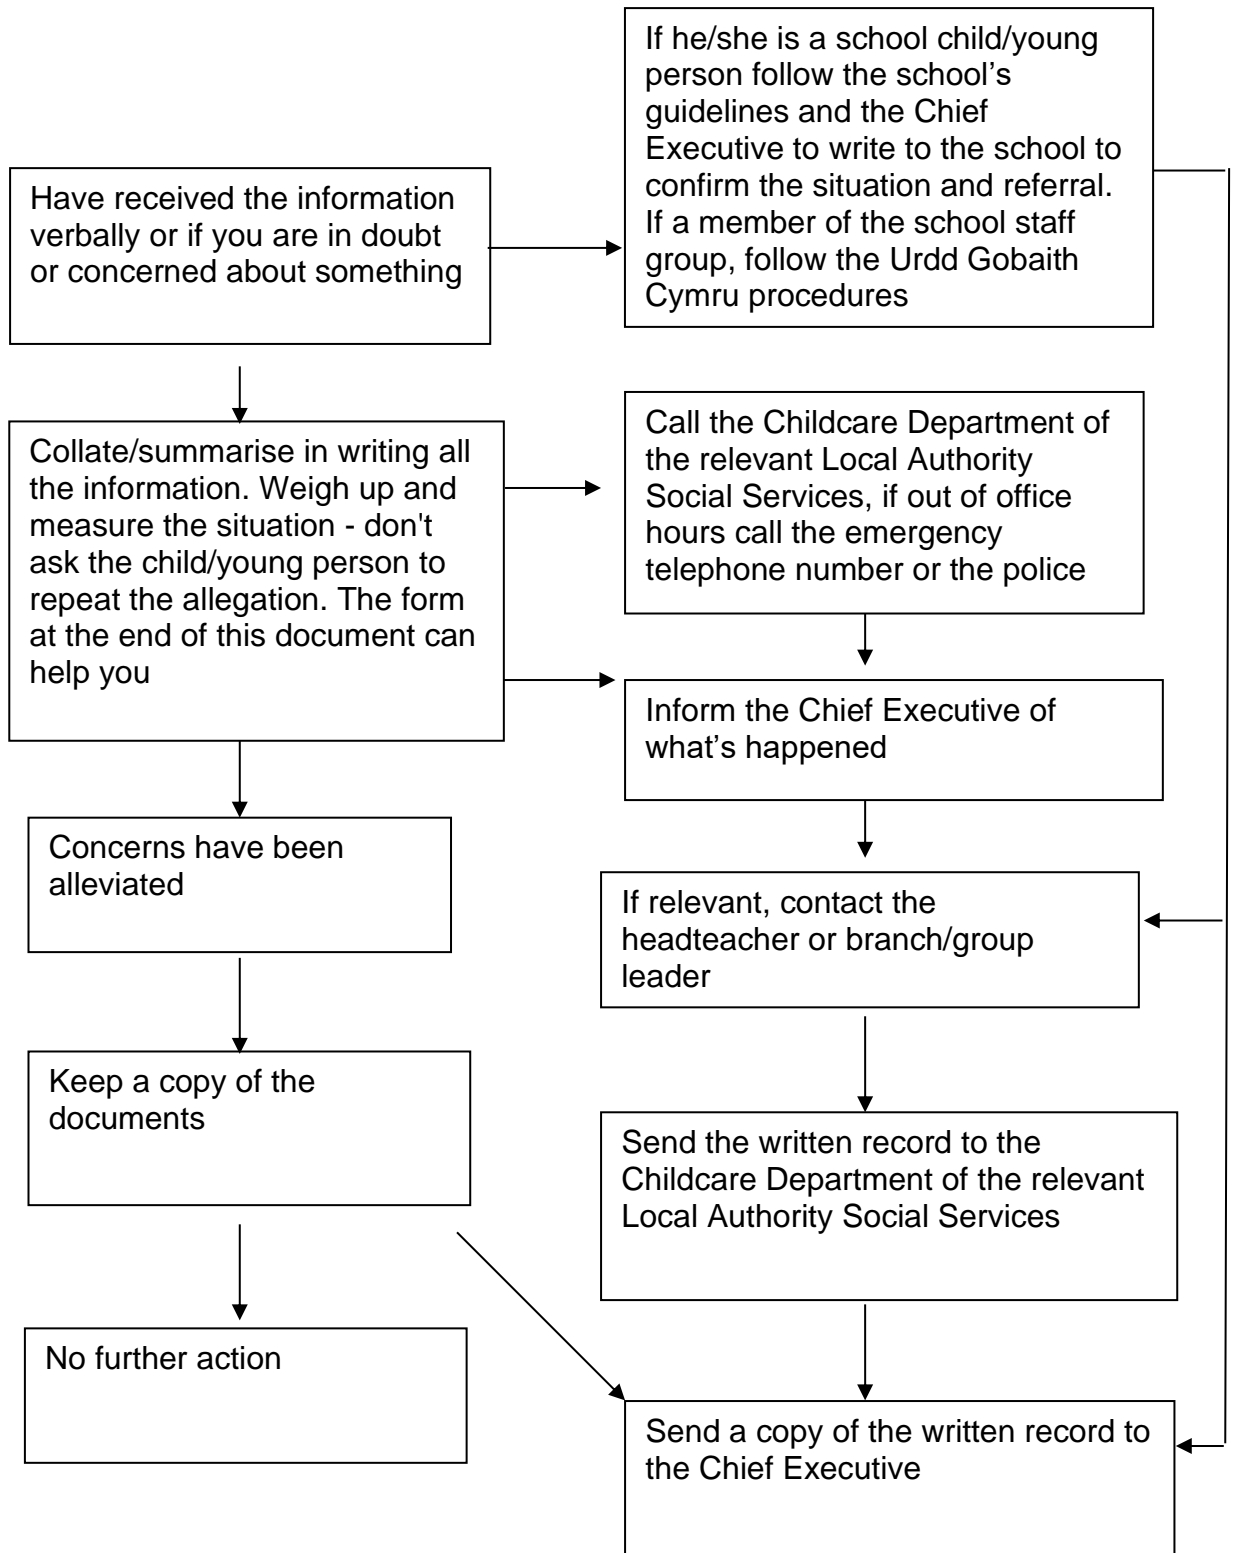 If he/she is a school child/young
person follow the school's
guidelines and the Chief
Executive to write to the school to
confirm the situation and referral.
If a member of the school staff
group, follow the Urdd Gobaith
Cymru procedures
Have received the information
verbally or if you are in doubt
or concerned about something
Collate/summarise in writing all
the information. Weigh up and
measure the situation - don't
ask the child/young person to
repeat the allegation. The form
at the end of this document can
help you
Call the Childcare Department of
the relevant Local Authority
Social Services, if out of office
hours call the emergency
telephone number or the police
Inform the Chief Executive of
what's happened
Concerns have been
alleviated
If relevant, contact the
headteacher or branch/group
leader
Keep a copy of the
documents
Send the written record to the
Childcare Department of the relevant
Local Authority Social Services
No further action
Send a copy of the written record to
the Chief Executive